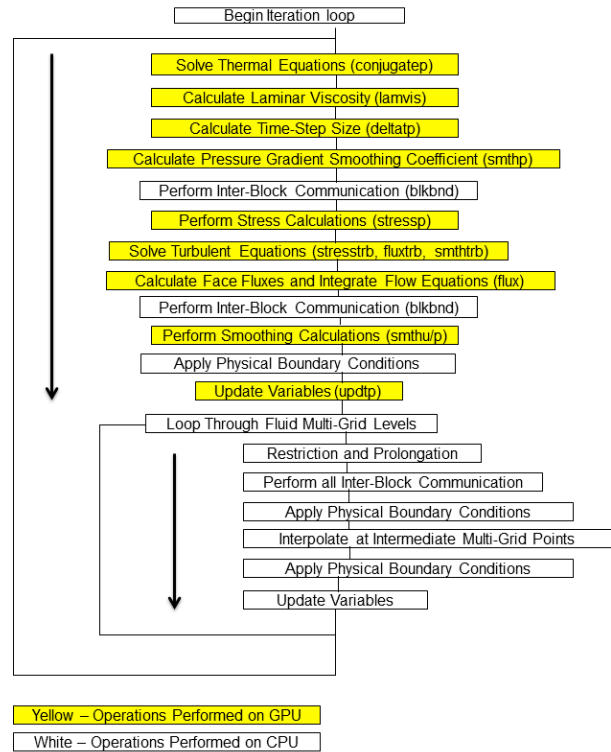 Begin Iteration loop
Solve Thermal Equations (conjugatep)
Calculate Laminar Viscosity (lamvis)
Calculate Time-Step Size (deltatp)
Calculate Pressure Gradient Smoothing Coefficient (smthp)
Perform Inter-Block Communication (blkbnd)
Perform Stress Calculations (stressp)
Solve Turbulent Equations (stresstrb, fluxtrb, smthtrb)
Calculate Face Fluxes and Integrate Flow Equations (flux)
Perform Inter-Block Communication (blkbnd)
Perform Smoothing Calculations (smthu/p)
Apply Physical Boundary Conditions
Update Variables (updtp)
Loop Through Fluid Multi-Grid Levels
Restriction and Prolongation
Perform all Inter-Block Communication
Apply Physical Boundary Conditions
Interpolate at Intermediate Multi-Grid Points
Apply Physical Boundary Conditions
Update Variables
Yellow – Operations Performed on GPU
White – Operations Performed on CPU